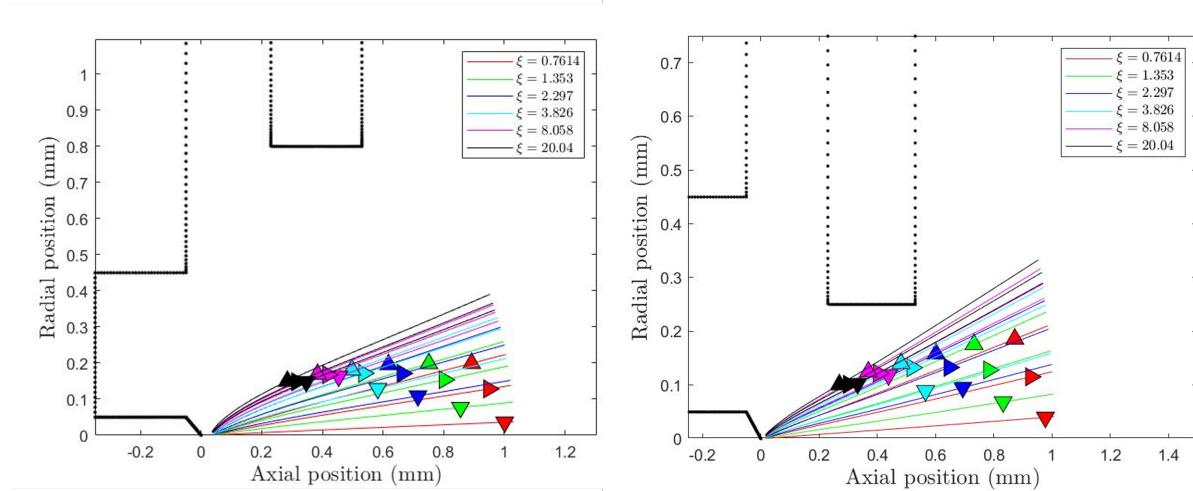 1
0.9
0.8
0.7
0.6
0.5
0.4
0.3
0.2
0.1
0
-0.2
0
0.2
0.4
0.6
0.8
1
1.2
Radial position (mm)
Axial position (mm)
ξ = 0.7614
ξ = 1.353
ξ = 2.297
ξ = 3.826
ξ = 8.058
ξ = 20.04
0.7
0.6
0.5
0.4
0.3
0.2
0.1
0
-0.2
0
0.2
0.4
0.6
0.8
1
1.2
1.4
Radial position (mm)
Axial position (mm)
ξ = 0.7614
ξ = 1.353
ξ = 2.297
ξ = 3.826
ξ = 8.058
ξ = 20.04